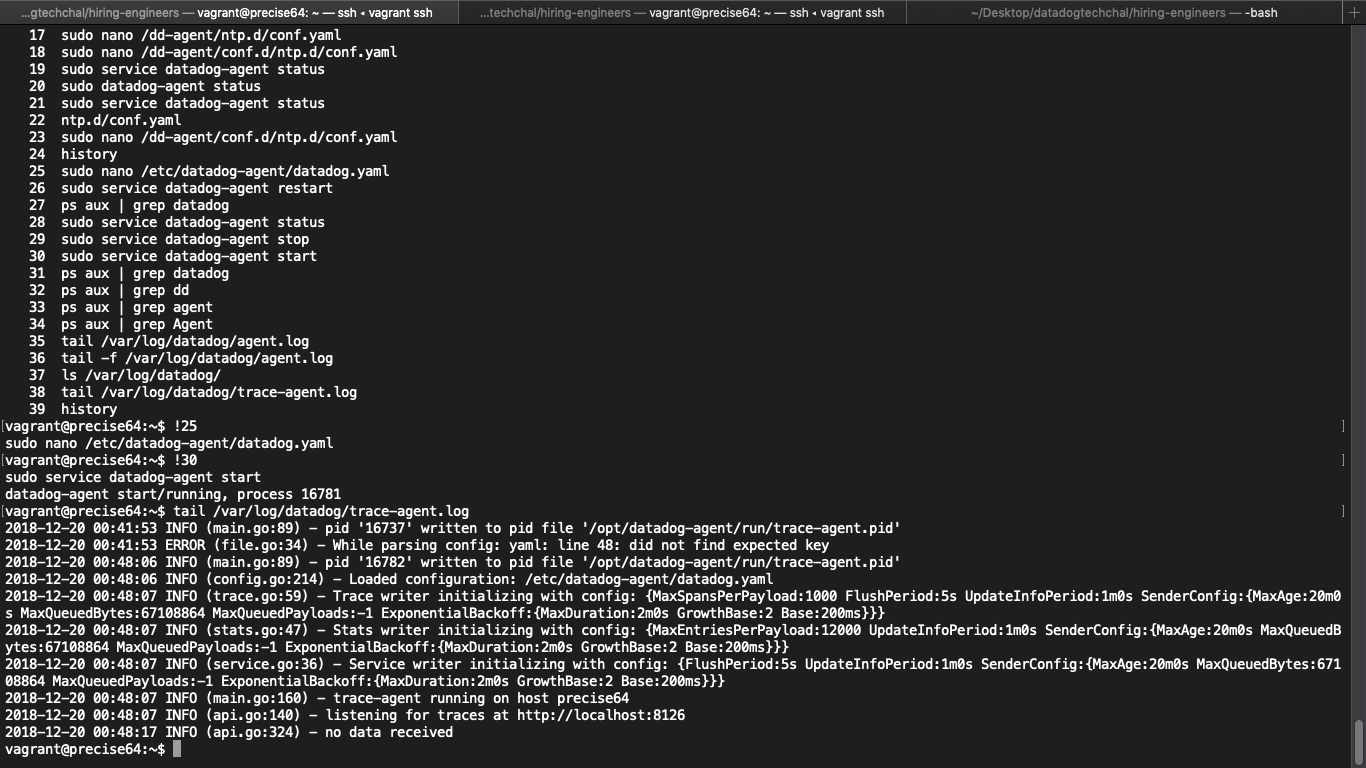 ...gtechchal/hiring-engineers — vagrant@precise64: ~ — ssh ◂ vagrant ssh
...techchal/hiring-engineers — vagrant@precise64: ~ — ssh ◂ vagrant ssh
~/Desktop/datadogtechchal/hiring-engineers — -bash
+
17 sudo nano /dd-agent/ntp.d/conf.yaml
18 sudo nano /dd-agent/conf.d/ntp.d/conf.yaml
19 sudo service datadog-agent status
20 sudo datadog-agent status
21 sudo service datadog-agent status
22 ntp.d/conf.yaml
23 sudo nano /dd-agent/conf.d/ntp.d/conf.yaml
24 history
25 sudo nano /etc/datadog-agent/datadog.yaml
26 sudo service datadog-agent restart
27 ps aux | grep datadog
28 sudo service datadog-agent status
29 sudo service datadog-agent stop
30 sudo service datadog-agent start
31 ps aux | grep datadog
32 ps aux | grep dd
33 ps aux | grep agent
34 ps aux | grep Agent
35 tail /var/log/datadog/agent.log
36 tail -f /var/log/datadog/agent.log
37 ls /var/log/datadog/
38 tail /var/log/datadog/trace-agent.log
39 history
[vagrant@precise64:~$ !25 ]
sudo nano /etc/datadog-agent/datadog.yaml
[vagrant@precise64:~$ !30 ]
sudo service datadog-agent start
datadog-agent start/running, process 16781
[vagrant@precise64:~$ tail /var/log/datadog/trace-agent.log ]
2018-12-20 00:41:53 INFO (main.go:89) - pid '16737' written to pid file '/opt/datadog-agent/run/trace-agent.pid'
2018-12-20 00:41:53 ERROR (file.go:34) - While parsing config: yaml: line 48: did not find expected key
2018-12-20 00:48:06 INFO (main.go:89) - pid '16782' written to pid file '/opt/datadog-agent/run/trace-agent.pid'
2018-12-20 00:48:06 INFO (config.go:214) - Loaded configuration: /etc/datadog-agent/datadog.yaml
2018-12-20 00:48:07 INFO (trace.go:59) - Trace writer initializing with config: {MaxSpansPerPayload:1000 FlushPeriod:5s UpdateInfoPeriod:1m0s SenderConfig:{MaxAge:20m0
s MaxQueuedBytes:67108864 MaxQueuedPayloads:-1 ExponentialBackoff:{MaxDuration:2m0s GrowthBase:2 Base:200ms}}}
2018-12-20 00:48:07 INFO (stats.go:47) - Stats writer initializing with config: {MaxEntriesPerPayload:12000 UpdateInfoPeriod:1m0s SenderConfig:{MaxAge:20m0s MaxQueuedB
ytes:67108864 MaxQueuedPayloads:-1 ExponentialBackoff:{MaxDuration:2m0s GrowthBase:2 Base:200ms}}}
2018-12-20 00:48:07 INFO (service.go:36) - Service writer initializing with config: {FlushPeriod:5s UpdateInfoPeriod:1m0s SenderConfig:{MaxAge:20m0s MaxQueuedBytes:671
08864 MaxQueuedPayloads:-1 ExponentialBackoff:{MaxDuration:2m0s GrowthBase:2 Base:200ms}}}
2018-12-20 00:48:07 INFO (main.go:160) - trace-agent running on host precise64
2018-12-20 00:48:07 INFO (api.go:140) - listening for traces at http://localhost:8126
2018-12-20 00:48:17 INFO (api.go:324) - no data received
vagrant@precise64:~$